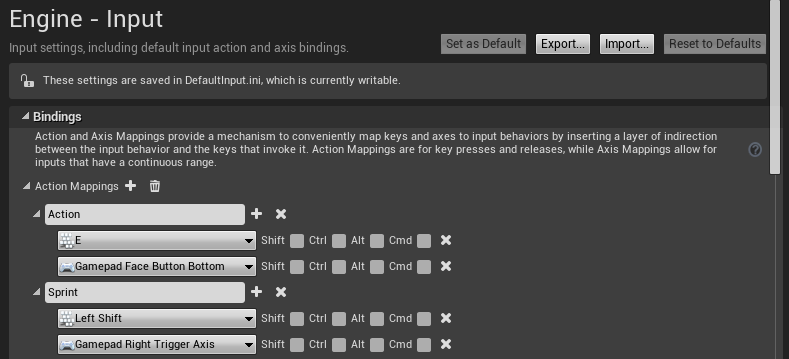 Engine - Input
Input settings, including default input action and axis bindings.
Set as Default Export... Import... Reset to Defaults
These settings are saved in DefaultInput.ini, which is currently writable.
Bindings
Action and Axis Mappings provide a mechanism to conveniently map keys and axes to input behaviors by inserting a layer of indirection
between the input behavior and the keys that invoke it. Action Mappings are for key presses and releases, while Axis Mappings allow for
inputs that have a continuous range.
Action Mappings
Action
E Shift Ctrl Alt Cmd
Gamepad Face Button Bottom Shift Ctrl Alt Cmd
Sprint
Left Shift Shift Ctrl Alt Cmd
Gamepad Right Trigger Axis Shift Ctrl Alt Cmd